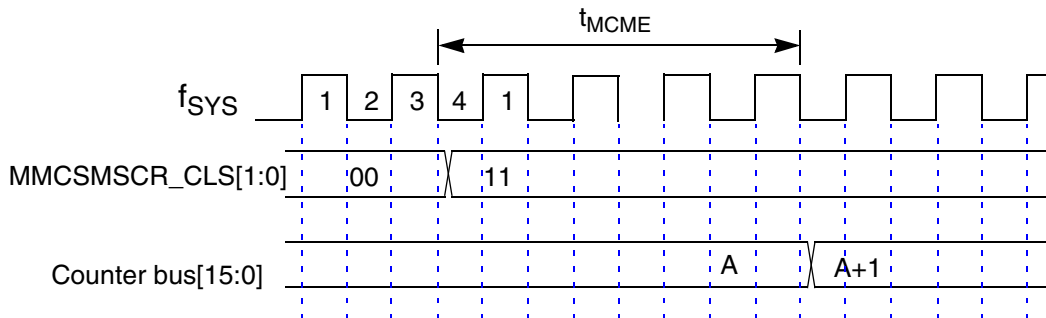 tMCME
fSYS 1 2 3 4 1
MMCSMSCR_CLS[1:0] 00 11
Counter bus[15:0] A A+1